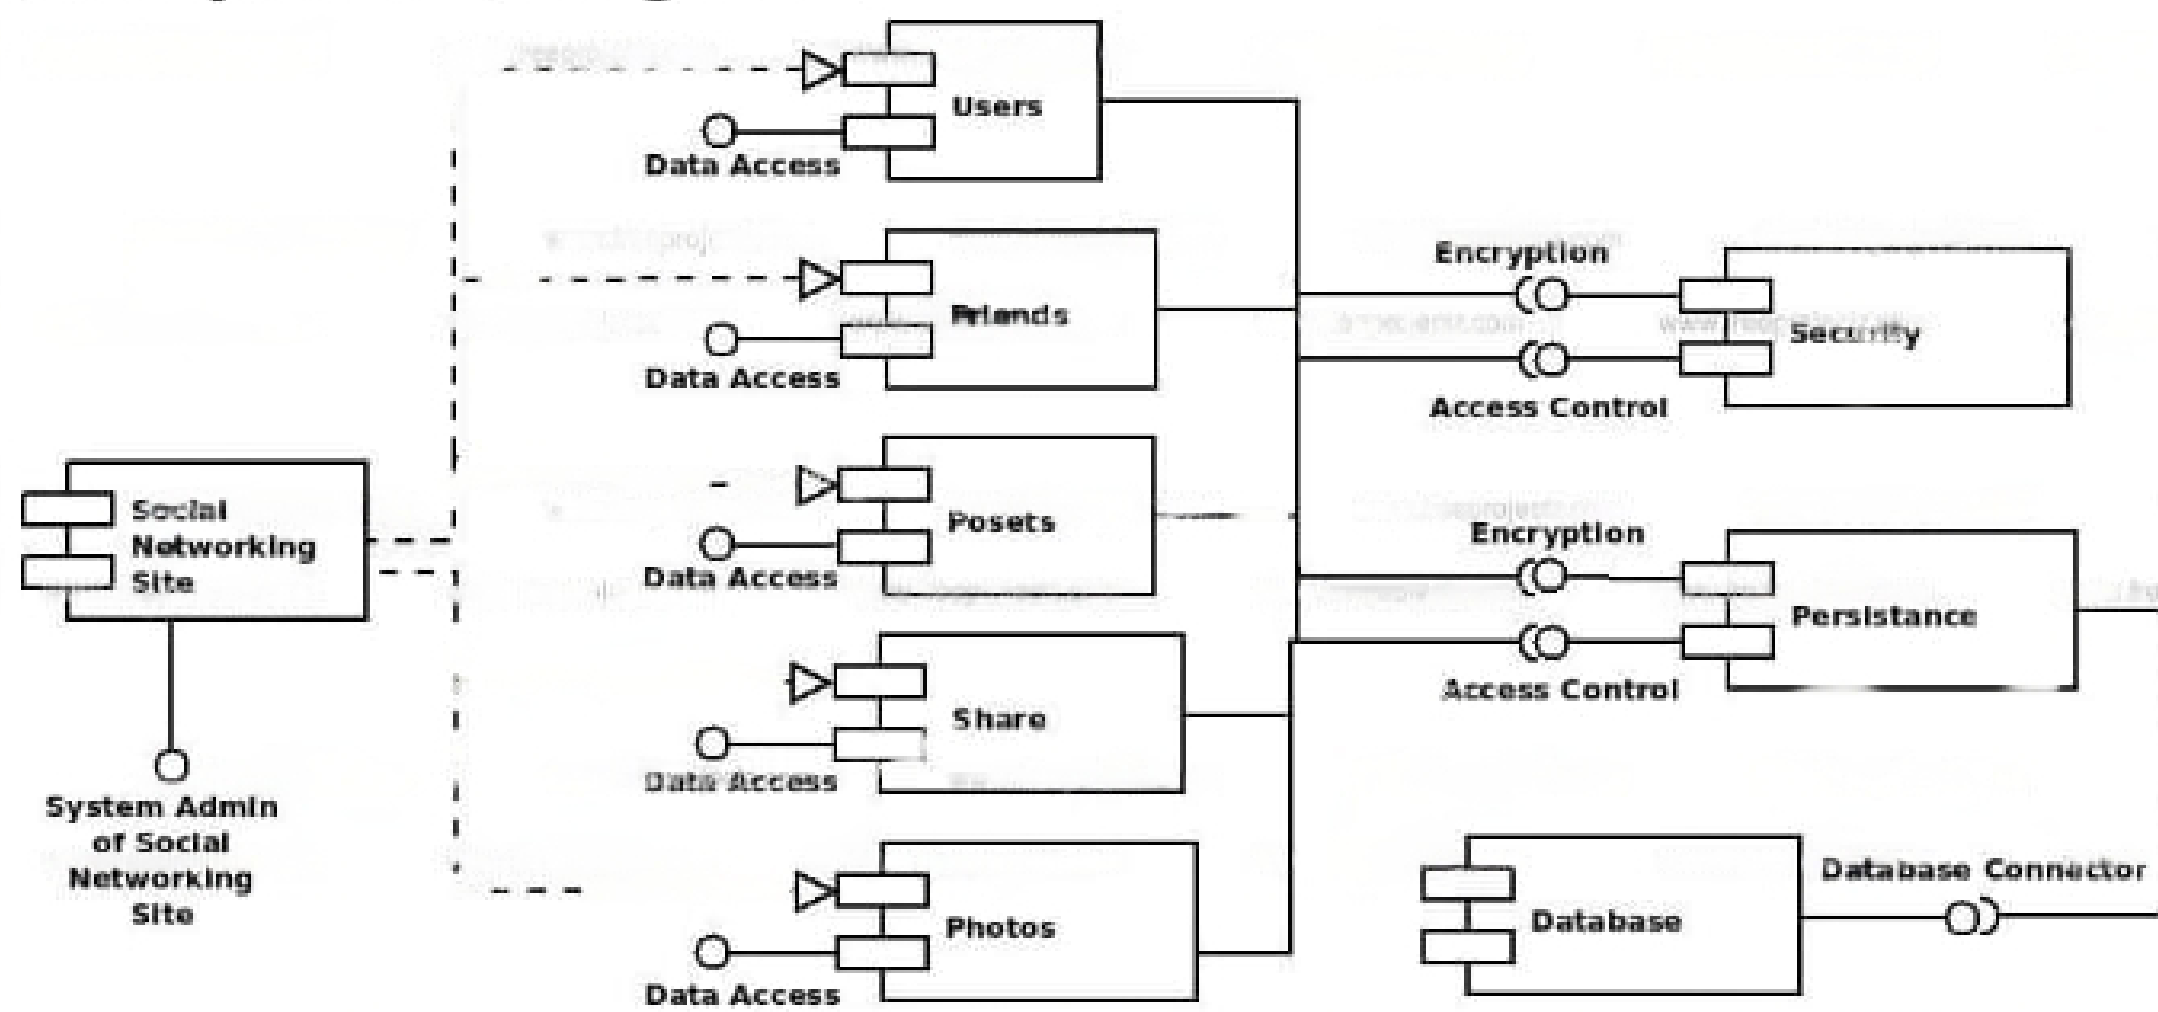 Users
Data Access
Friends
Data Access
Encryption
Security
Access Control
Social
Networking
Site
Posets
Data Access
Encryption
Persistance
Access Control
Share
Data Access
System Admin
of Social
Networking
Site
Photos
Data Access
Database Connector
Database